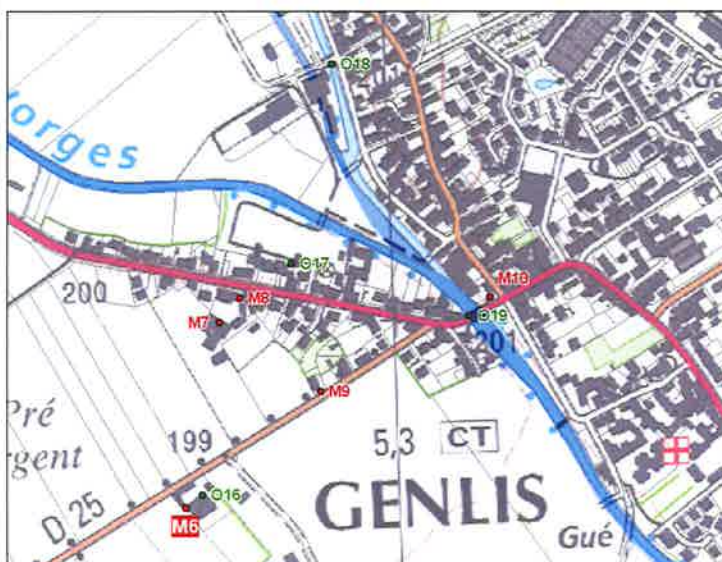 O18
Vorges
O17
M10
200
M8
O19
M7
201
M9
Pré
rgent
199
5,3
CT
O16
GENLIS
D 25
M6
Gué